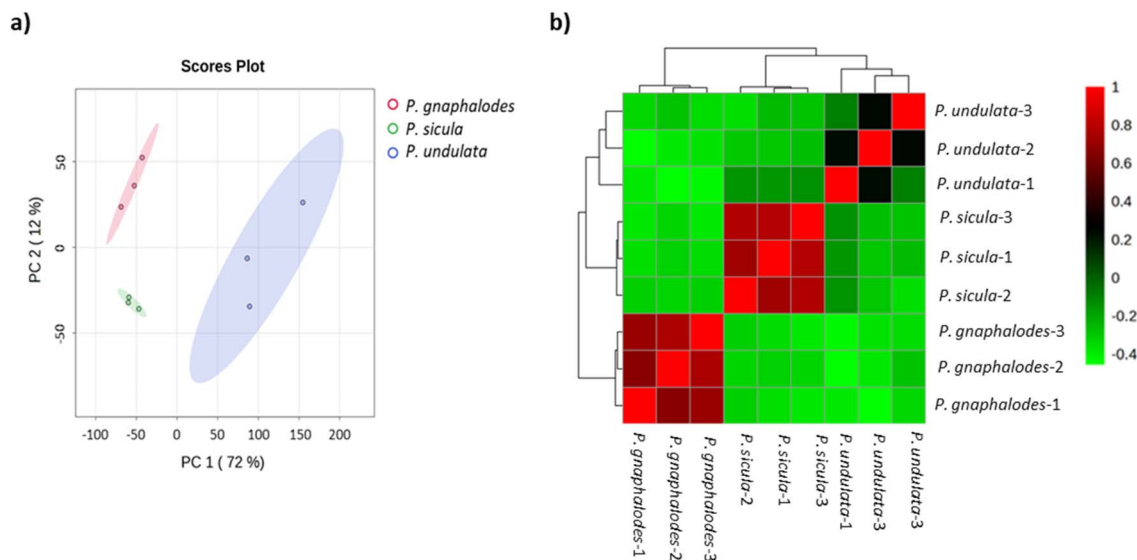 a)
Scores Plot
PC 2 ( 12 %)
50
0
-50
-100 -50 0 50 100 150 200
PC 1 ( 72 %)
P. gnaphalodes
P. sicula
P. undulata
b)
P. undulata-3
P. undulata-2
P. undulata-1
P. sicula-3
P. sicula-1
P. sicula-2
P. gnaphalodes-3
P. gnaphalodes-2
P. gnaphalodes-1
P. gnaphalodes-1
P. gnaphalodes-2
P. gnaphalodes-3
P. sicula-2
P. sicula-1
P. sicula-3
P. undulata-1
P. undulata-3
P. undulata-3
1
0.8
0.6
0.4
0.2
0
-0.2
-0.4